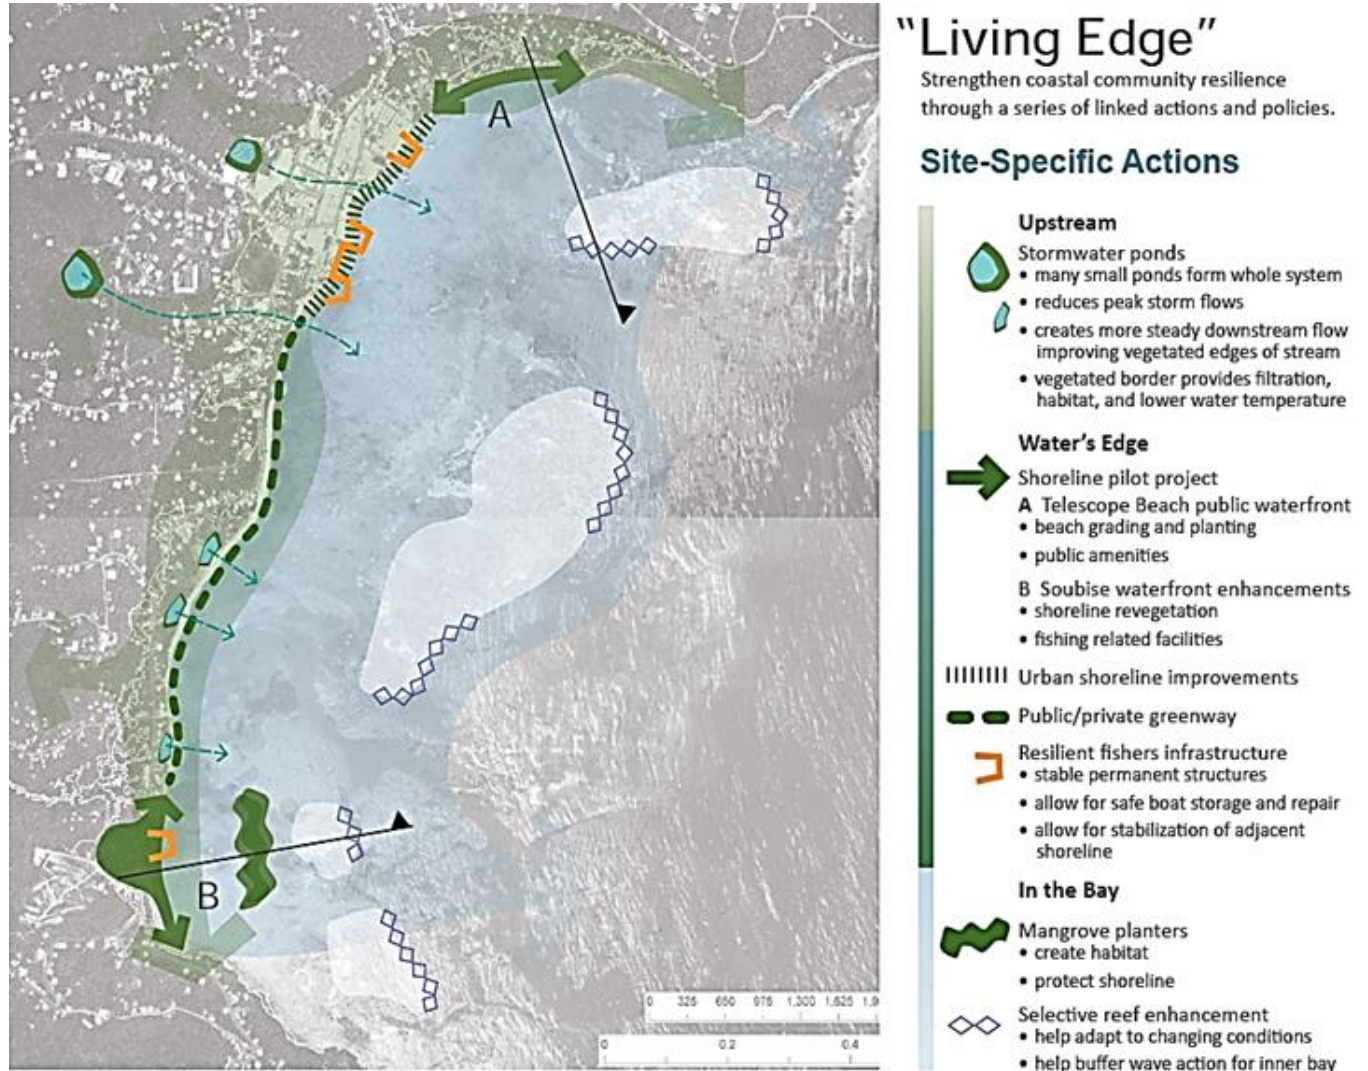 "Living Edge"
Strengthen coastal community resilience
through a series of linked actions and policies.
Site-Specific Actions
Upstream
Stormwater ponds
• many small ponds form whole system
• reduces peak storm flows
• creates more steady downstream flow
improving vegetated edges of stream
• vegetated border provides filtration,
habitat, and lower water temperature
Water's Edge
Shoreline pilot project
A Telescope Beach public waterfront
• beach grading and planting
• public amenities
B Soubise waterfront enhancements
• shoreline revegetation
• fishing related facilities
Urban shoreline improvements
Public/private greenway
Resilient fishers infrastructure
• stable permanent structures
• allow for safe boat storage and repair
• allow for stabilization of adjacent
shoreline
In the Bay
Mangrove planters
• create habitat
• protect shoreline
Selective reef enhancement
• help adapt to changing conditions
• help buffer wave action for inner bay
A
B
0 325 650 975 1,300 1,625 1,9
0 0.2 0.4